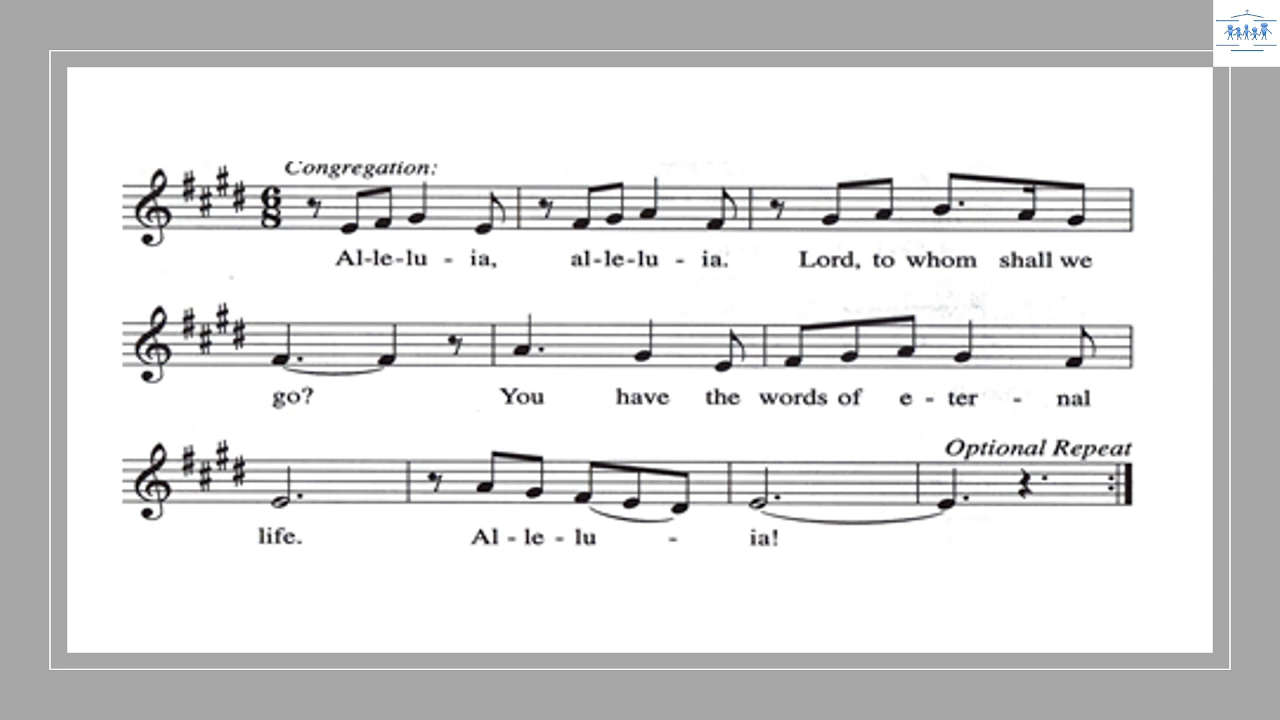 Congregation:
Al-le-lu - ia, al-le-lu - ia. Lord, to whom shall we
go? You have the words of e - ter - nal
Optional Repeat
life. Al - le - lu - ia!